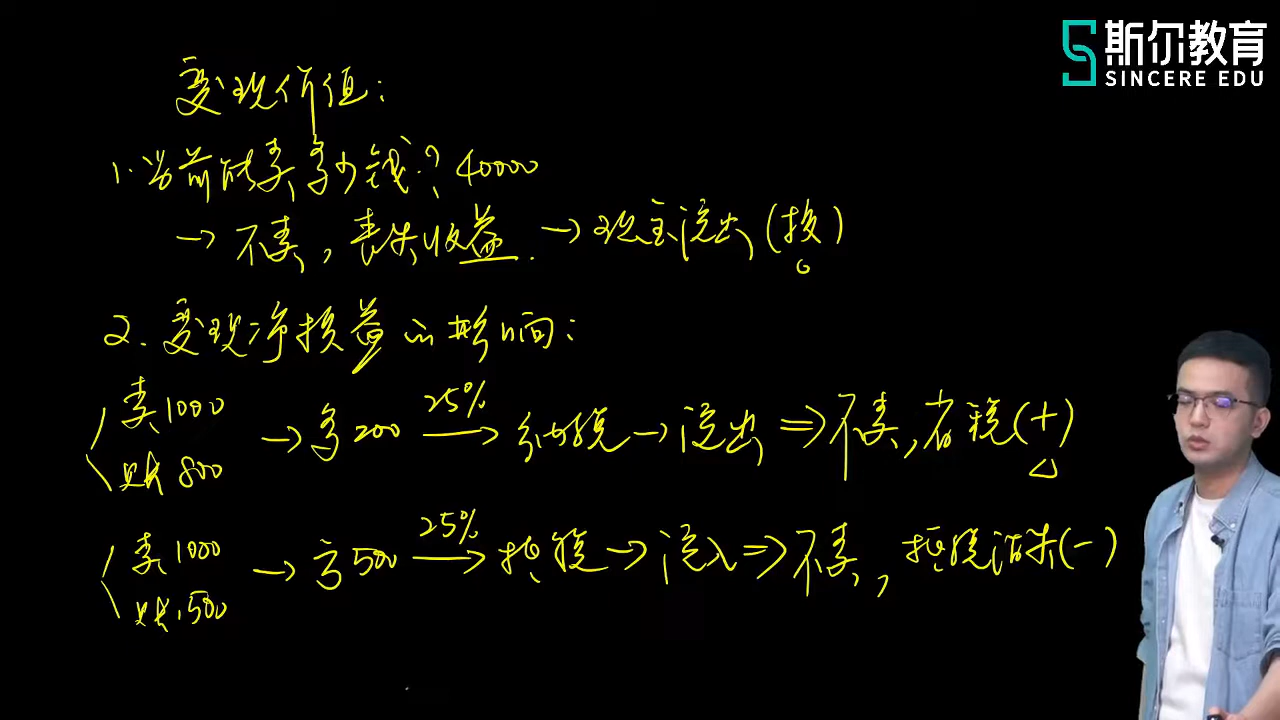 斯尔教育
SINCERE EDU
变现价值:
1.当前能卖多少钱? 40000
→不卖,丧失收益. →现金流出(损)
2.变现净损益的影响:
卖1000
账800
→多200 25% → 纳税→流出⇒不卖,省税(+)
卖1000
账1500
→亏500 25% → 抵税→流入⇒不卖,抵税消失(-)